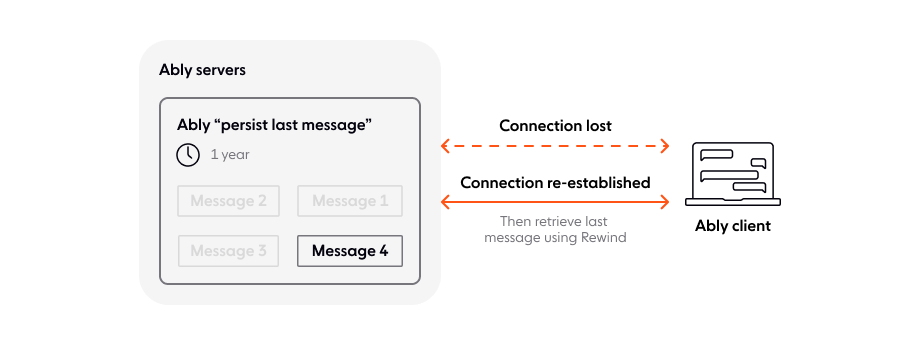 Ably servers
Ably “persist last message”
1 year
Message 2
Message 1
Message 3
Message 4
Connection lost
Connection re-established
Then retrieve last
message using Rewind
Ably client